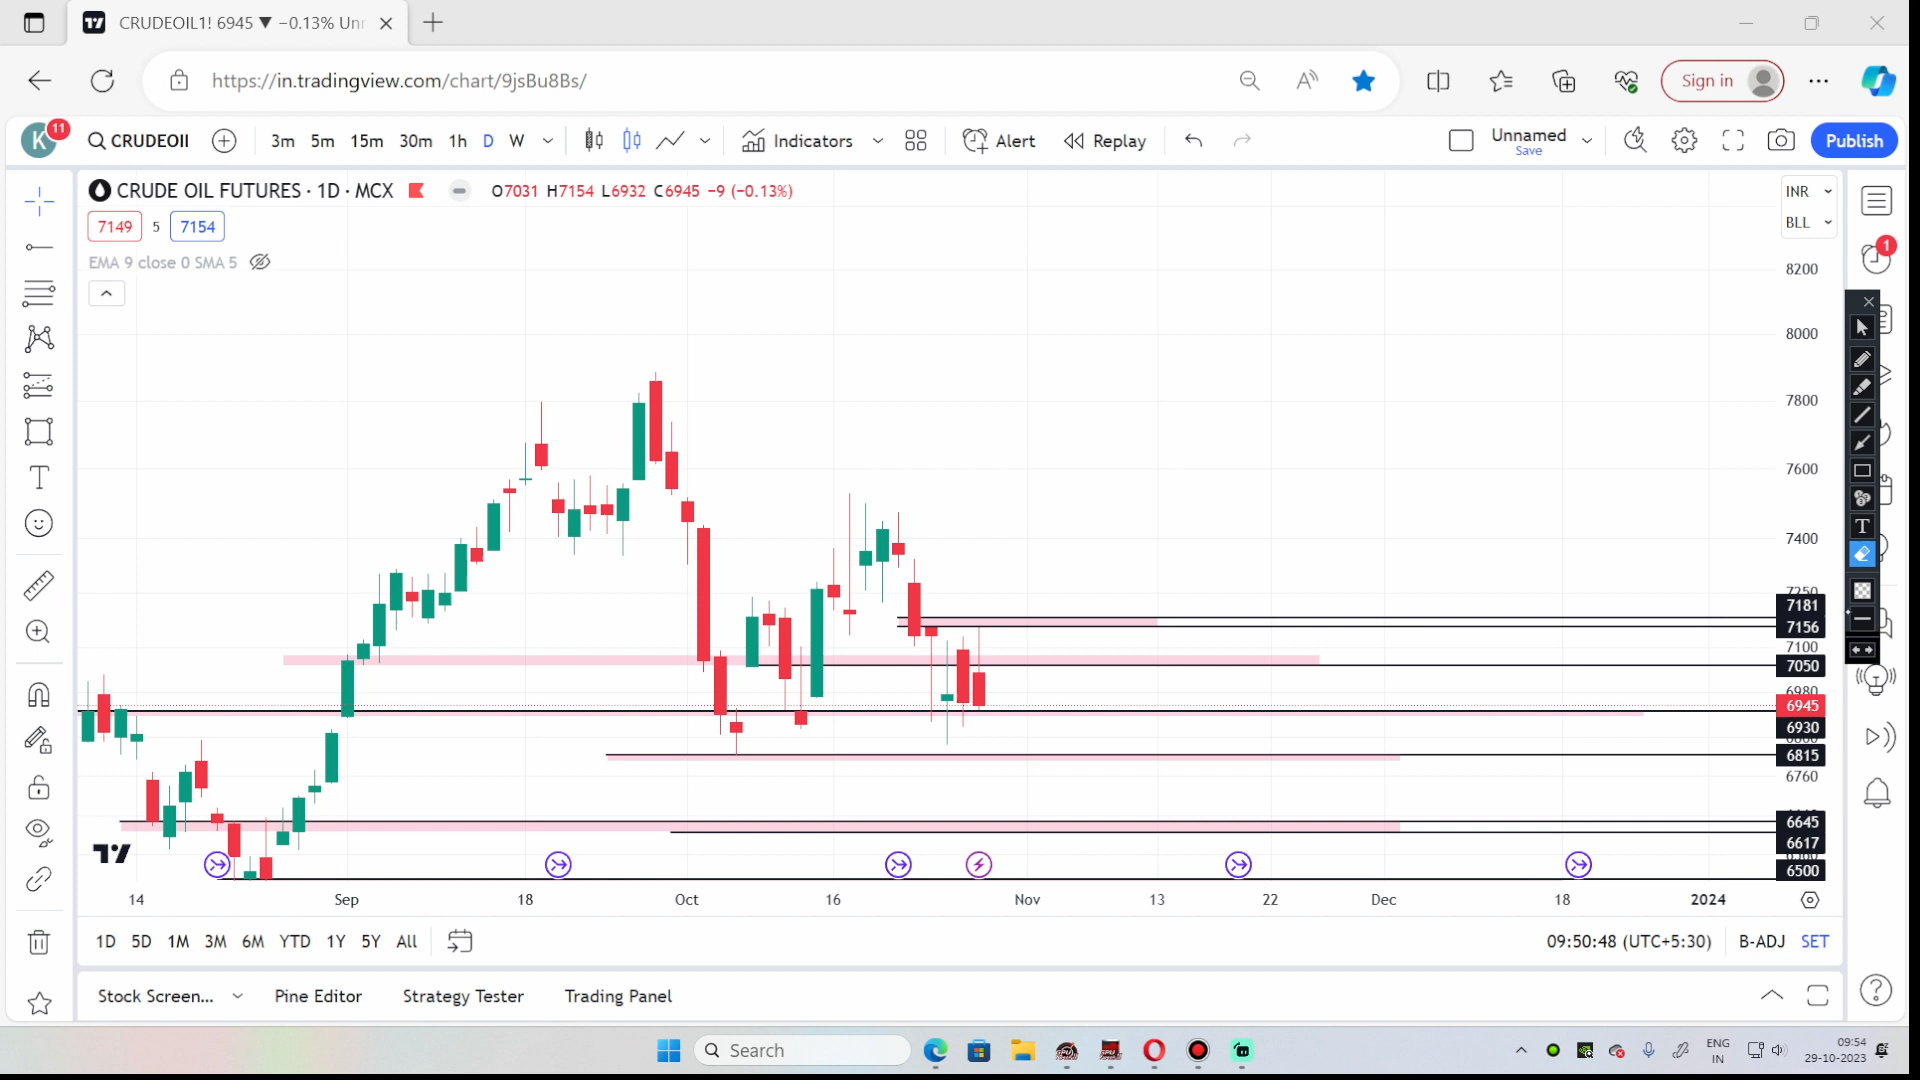 CRUDEOIL1! 6945 ▼ −0.13% Unn
https://in.tradingview.com/chart/9jsBu8Bs/
Sign in
K 11
CRUDEOIL
3m 5m 15m 30m 1h D W
Indicators
Alert
Replay
Unnamed
Save
Publish
CRUDE OIL FUTURES · 1D · MCX
O7031 H7154 L6932 C6945 −9 (−0.13%)
INR
BLL
7149 5 7154
EMA 9 close 0 SMA 5
1
8200
8000
7800
7600
7400
7250
7181
7156
7100
7050
6980
6945
6930
6815
6760
6645
6617
6500
14 Sep 18 Oct 16 Nov 13 22 Dec 18 2024
1D 5D 1M 3M 6M YTD 1Y 5Y All
09:50:48 (UTC+5:30) B-ADJ SET
Stock Screen... Pine Editor Strategy Tester Trading Panel
Search
ENG
IN
09:54
29-10-2023